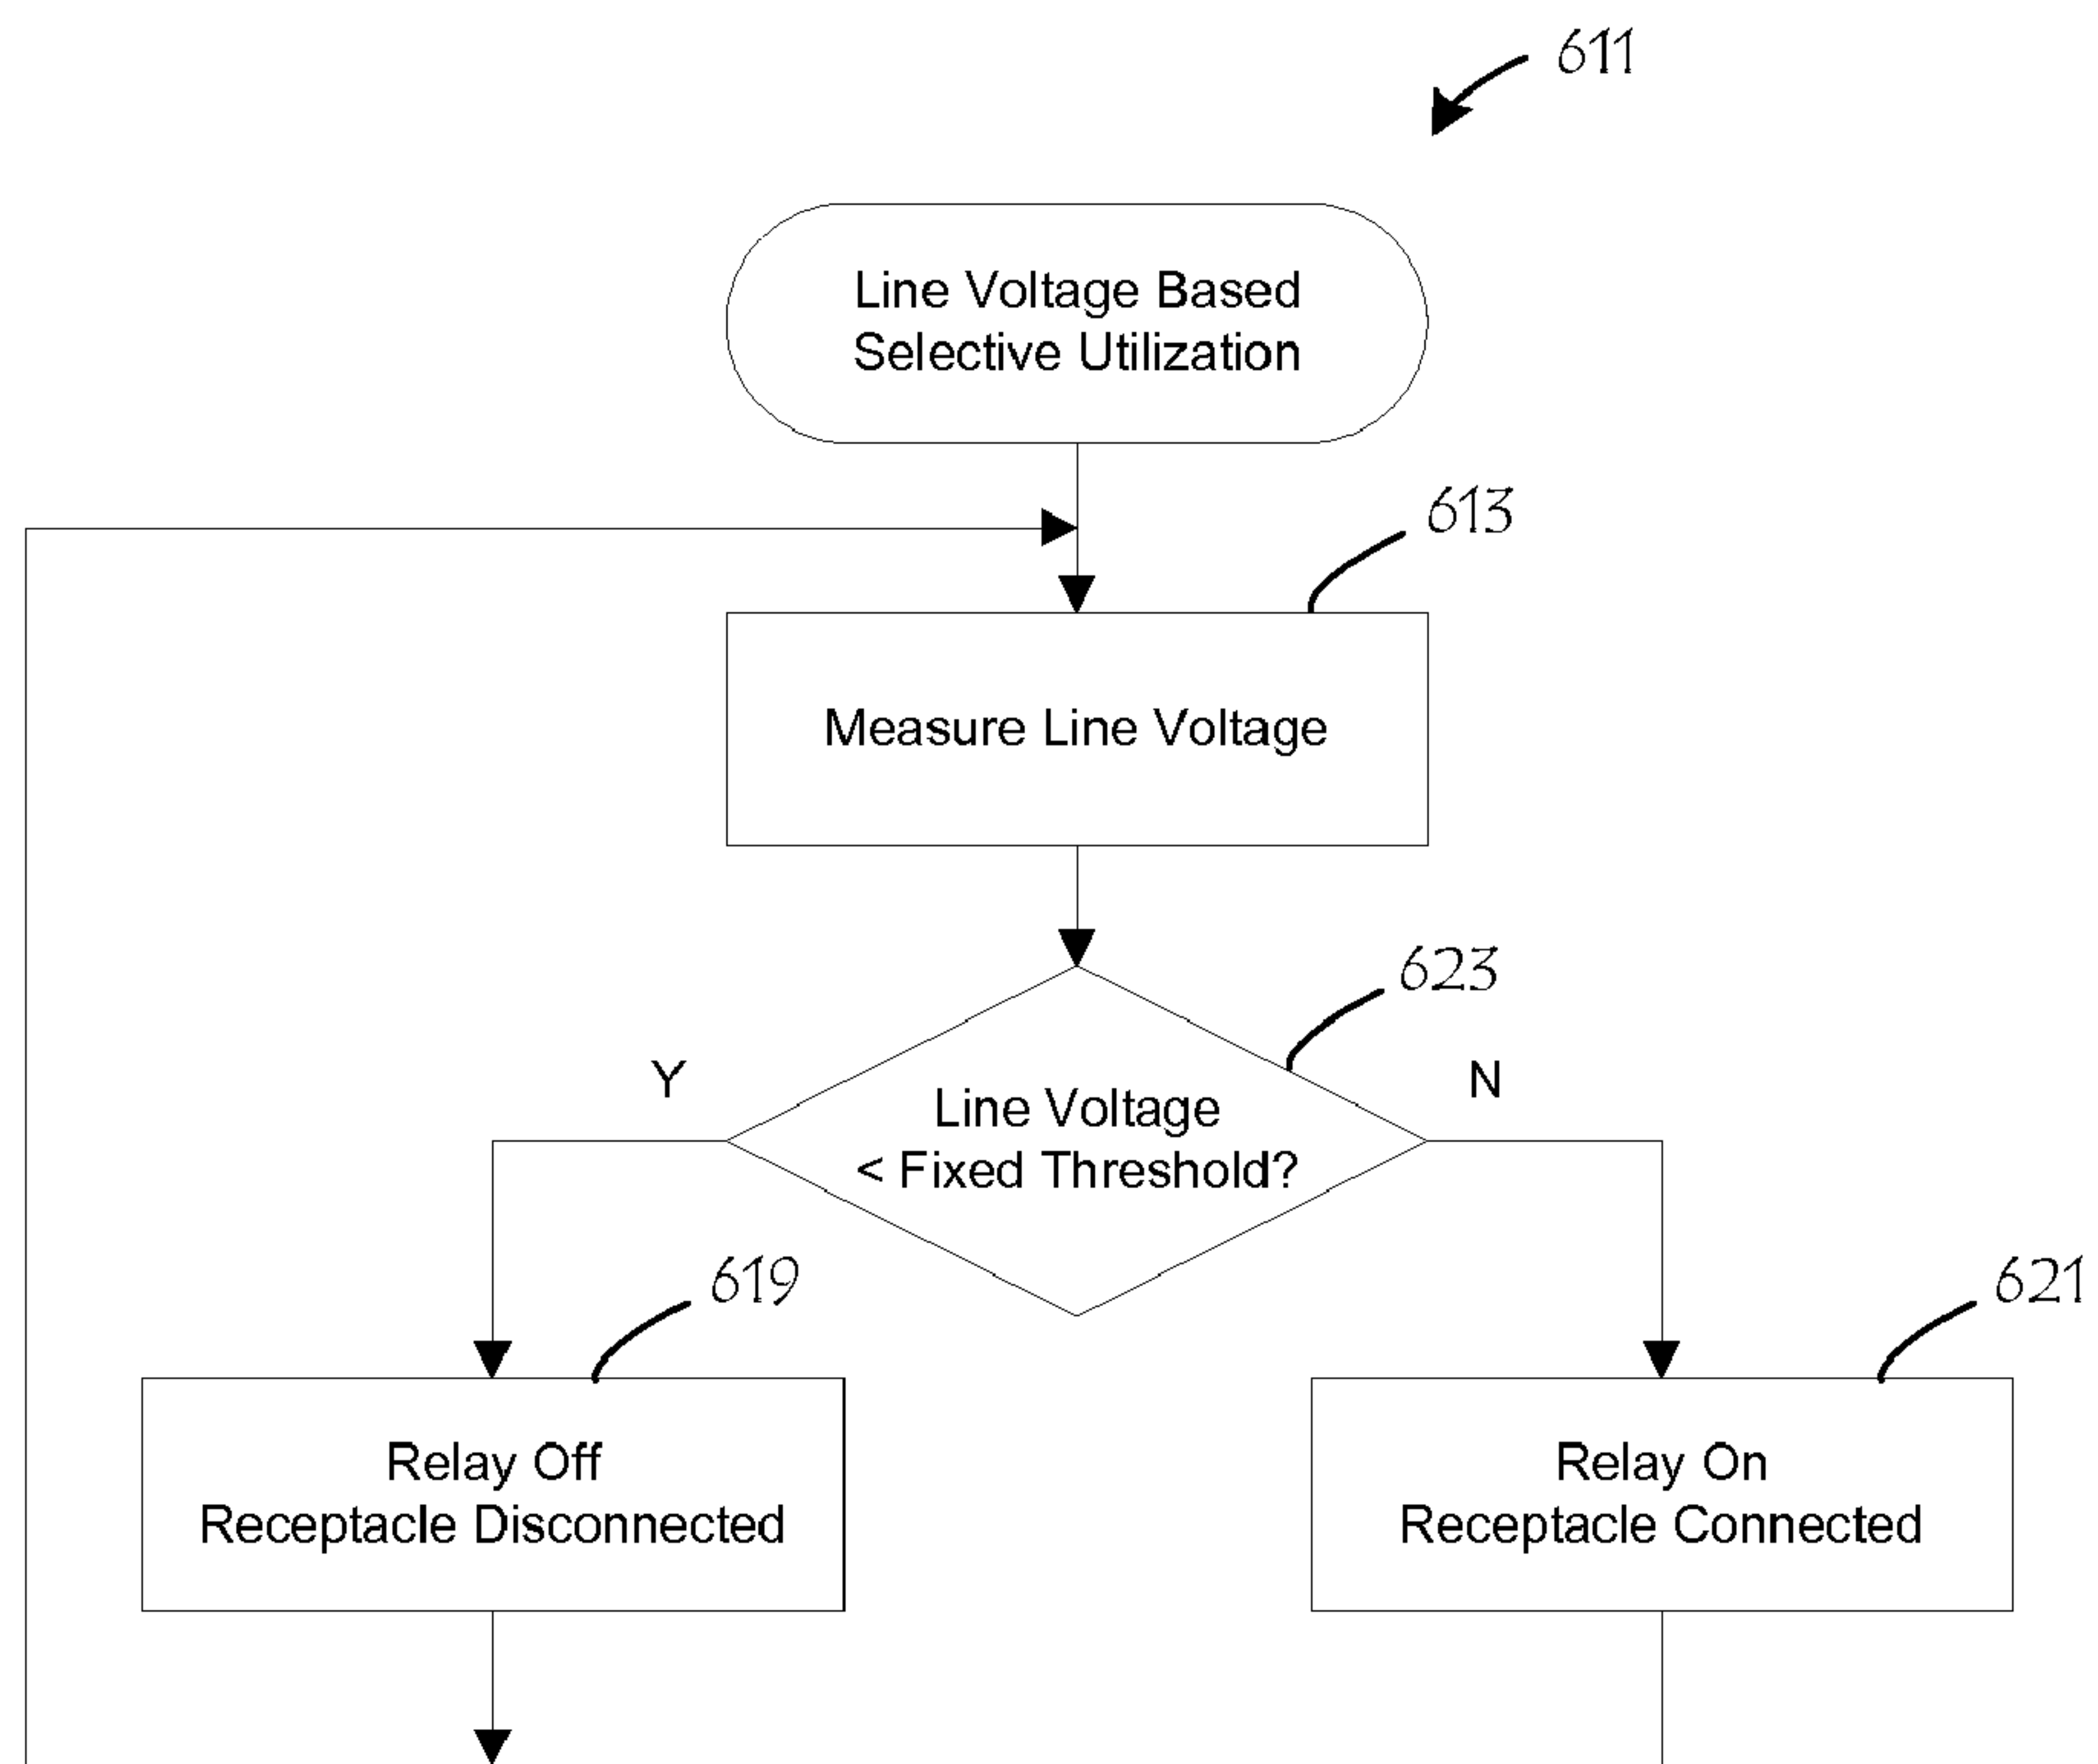 611
Line Voltage Based
Selective Utilization
613
Measure Line Voltage
623
Y
N
Line Voltage
< Fixed Threshold?
619
621
Relay Off
Receptacle Disconnected
Relay On
Receptacle Connected